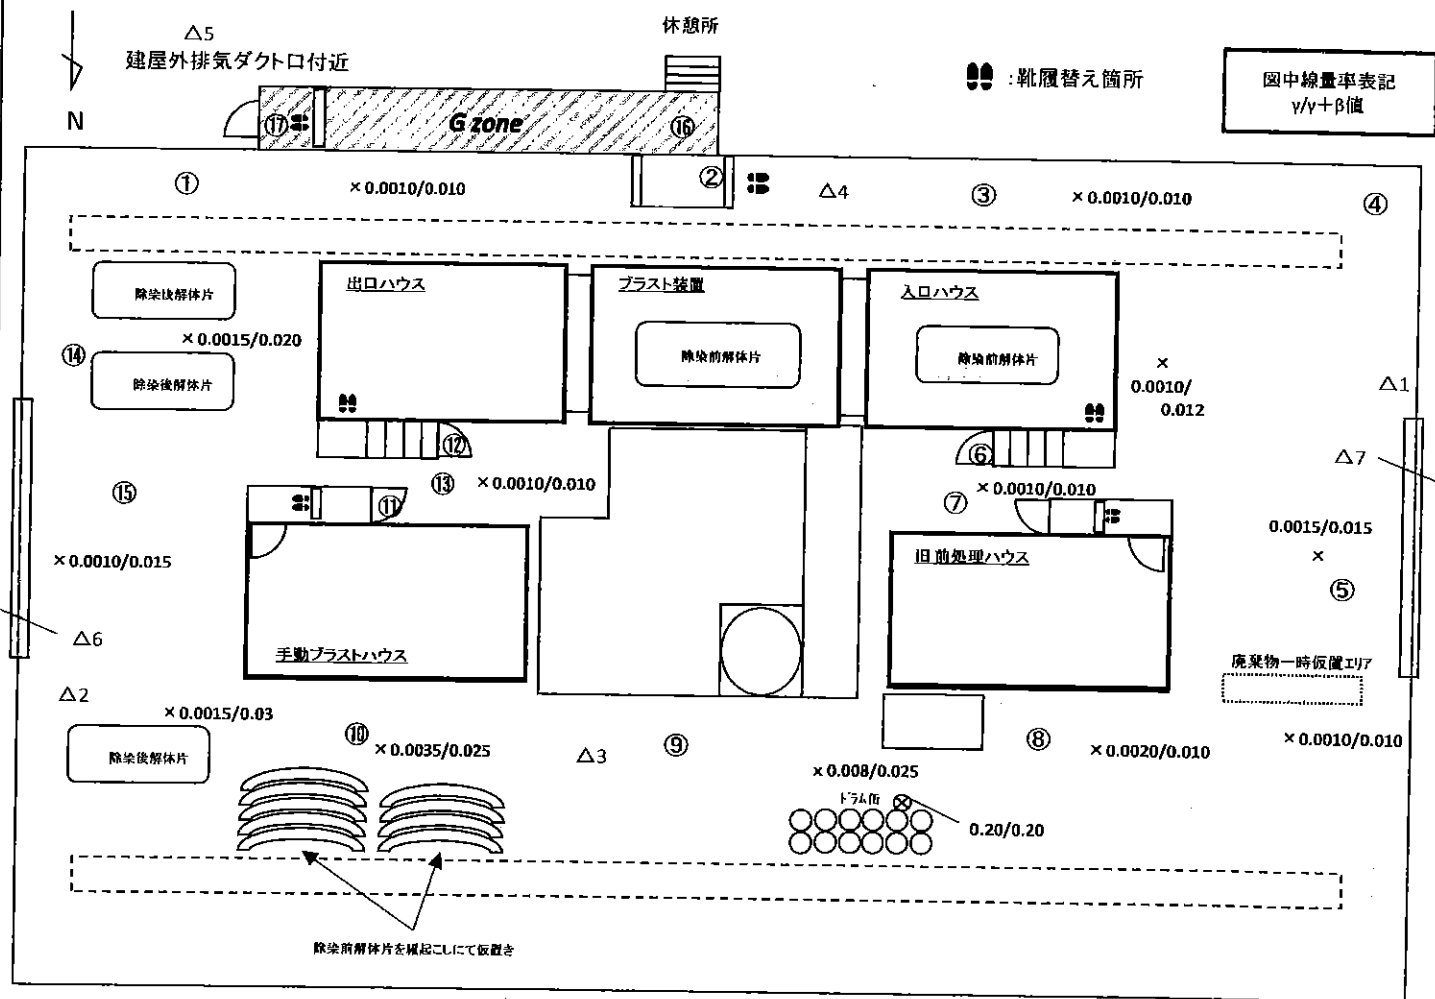 △5
建屋外排気ダクト口付近
N
休憩所
:靴履替え箇所
図中線量率表記
γ/γ+β値
⑰
G zone
⑯
①
×0.0010/0.010
②
△4
③
×0.0010/0.010
④
除染後解体片
×0.0015/0.020
⑭
除染後解体片
出口ハウス
ブラスト装置
除染前解体片
入口ハウス
除染前解体片
×
0.0010/
0.012
△1
⑫
⑥
△7
⑬
×0.0010/0.010
⑦
×0.0010/0.010
⑮
⑪
0.0015/0.015
×
×0.0010/0.015
旧前処理ハウス
⑤
△6
手動ブラストハウス
廃棄物一時仮置エリア
△2
×0.0015/0.03
除染後解体片
⑩
×0.0035/0.025
△3
⑨
⑧
×0.0020/0.010
×0.0010/0.010
×0.008/0.025
ドラム缶
0.20/0.20
除染前解体片を縦起こしにて仮置き